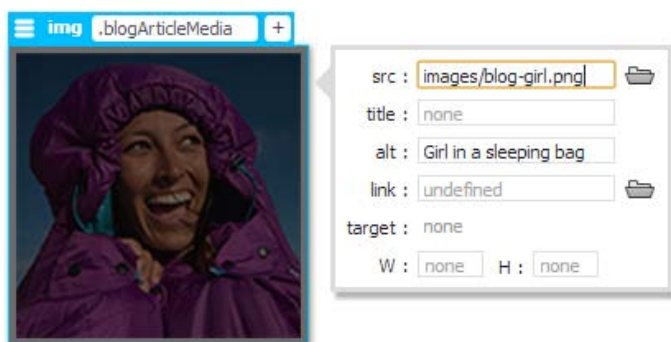 img .blogArticleMedia +
src : images/blog-girl.png
title : none
alt : Girl in a sleeping bag
link : undefined
target : none
W : none H : none